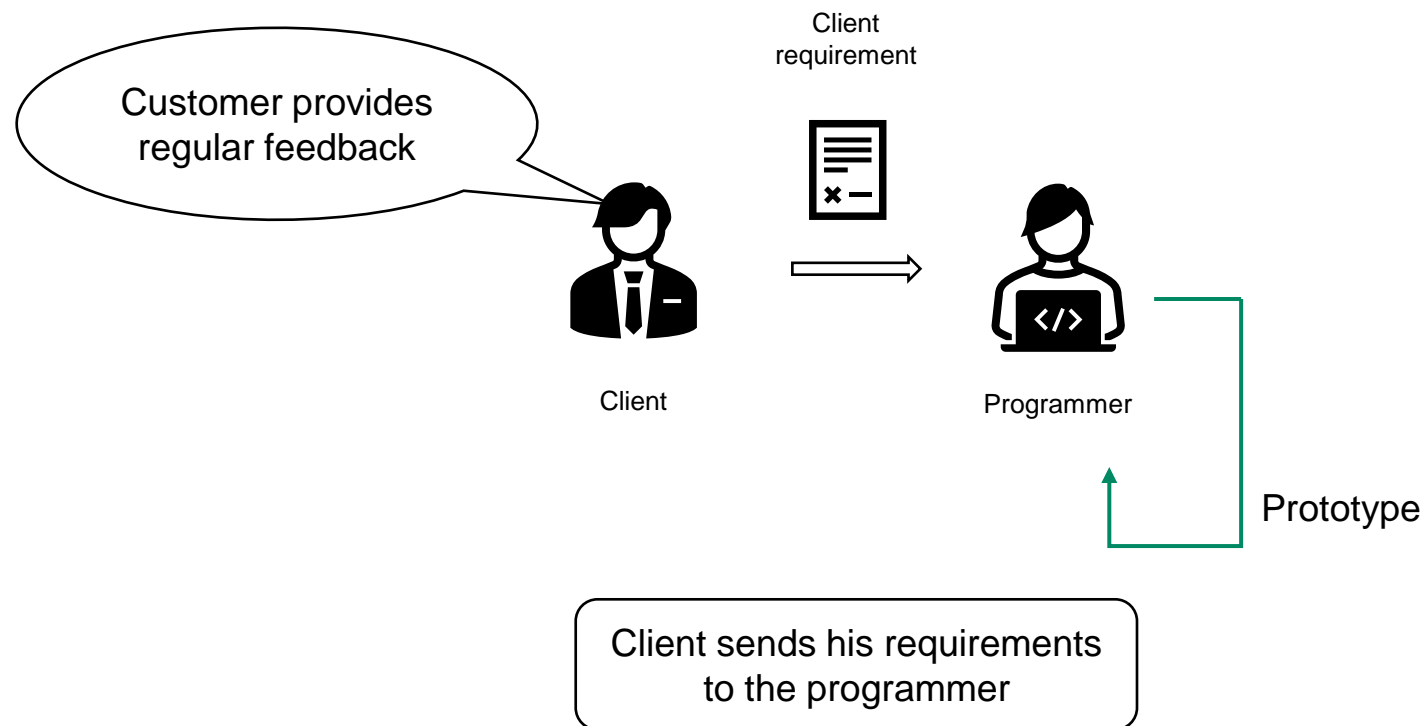 Client
requirement
Customer provides
regular feedback
</>
Client
Programmer
Prototype
Client sends his requirements
to the programmer